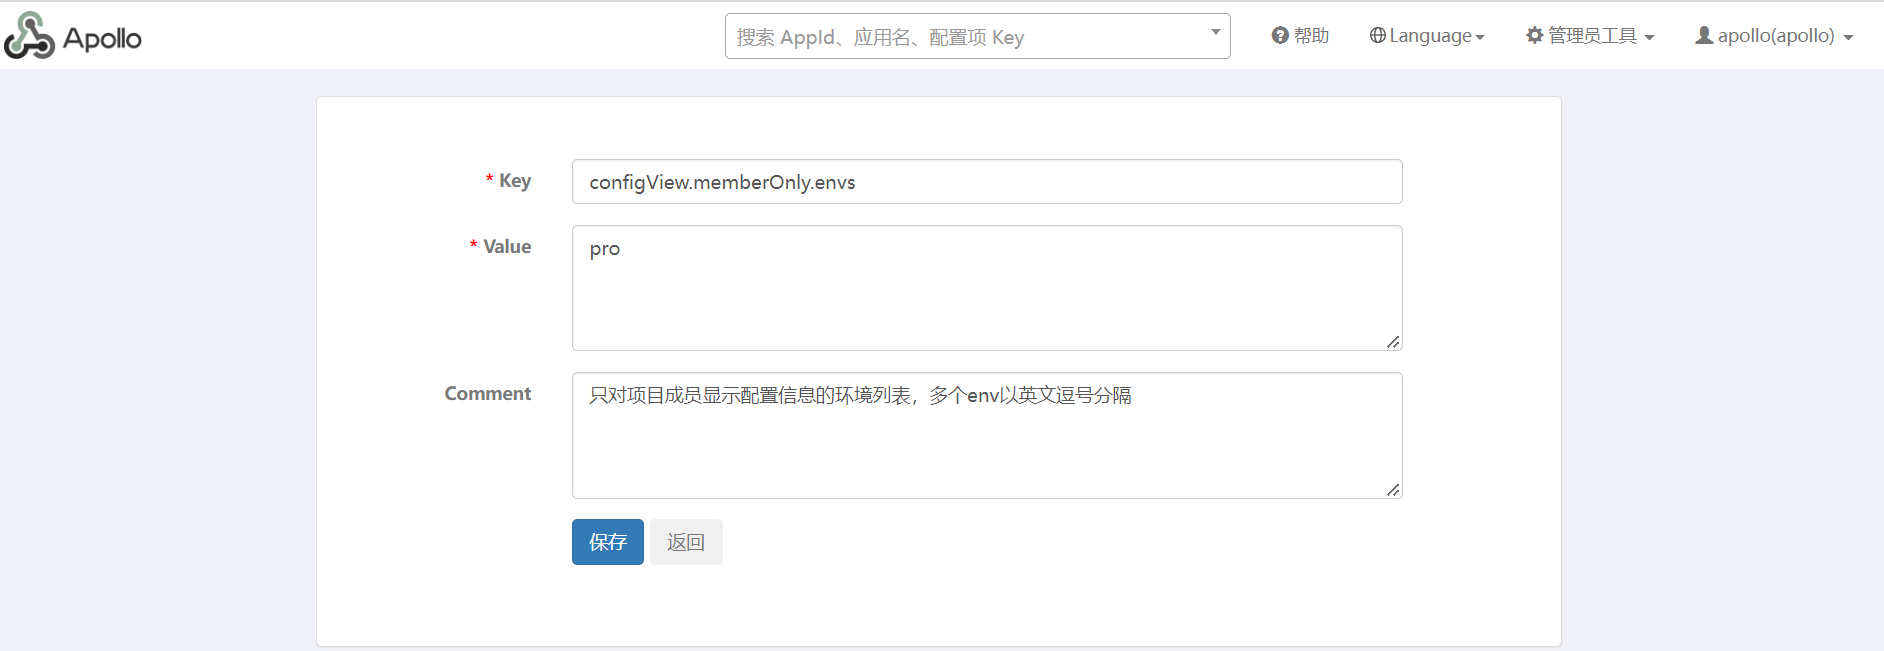 Apollo
搜索 AppId、应用名、配置项 Key
帮助
Language
管理员工具
apollo(apollo)
* Key
configView.memberOnly.envs
* Value
pro
Comment
只对项目成员显示配置信息的环境列表，多个env以英文逗号分隔
保存
返回